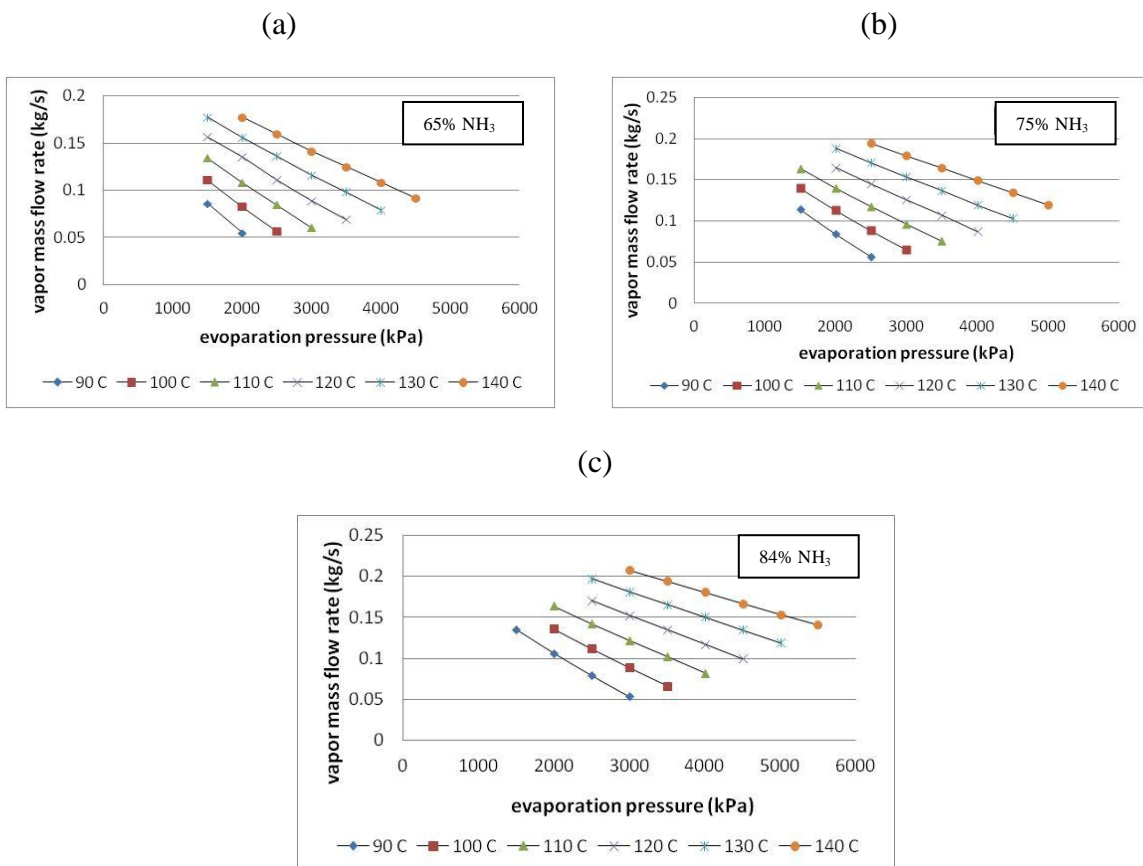 (a)
(b)
0.2
0.15
0.1
0.05
0
vapor mass flow rate (kg/s)
65% NH₃
0 1000 2000 3000 4000 5000 6000
evoparation pressure (kPa)
90 C 100 C 110 C 120 C 130 C 140 C
0.25
0.2
0.15
0.1
0.05
0
vapor mass flow rate (kg/s)
75% NH₃
0 1000 2000 3000 4000 5000 6000
evaporation pressure (kPa)
90 C 100 C 110 C 120 C 130 C 140 C
(c)
0.25
0.2
0.15
0.1
0.05
0
vapor mass flow rate (kg/s)
84% NH₃
0 1000 2000 3000 4000 5000 6000
evaporation pressure (kPa)
90 C 100 C 110 C 120 C 130 C 140 C